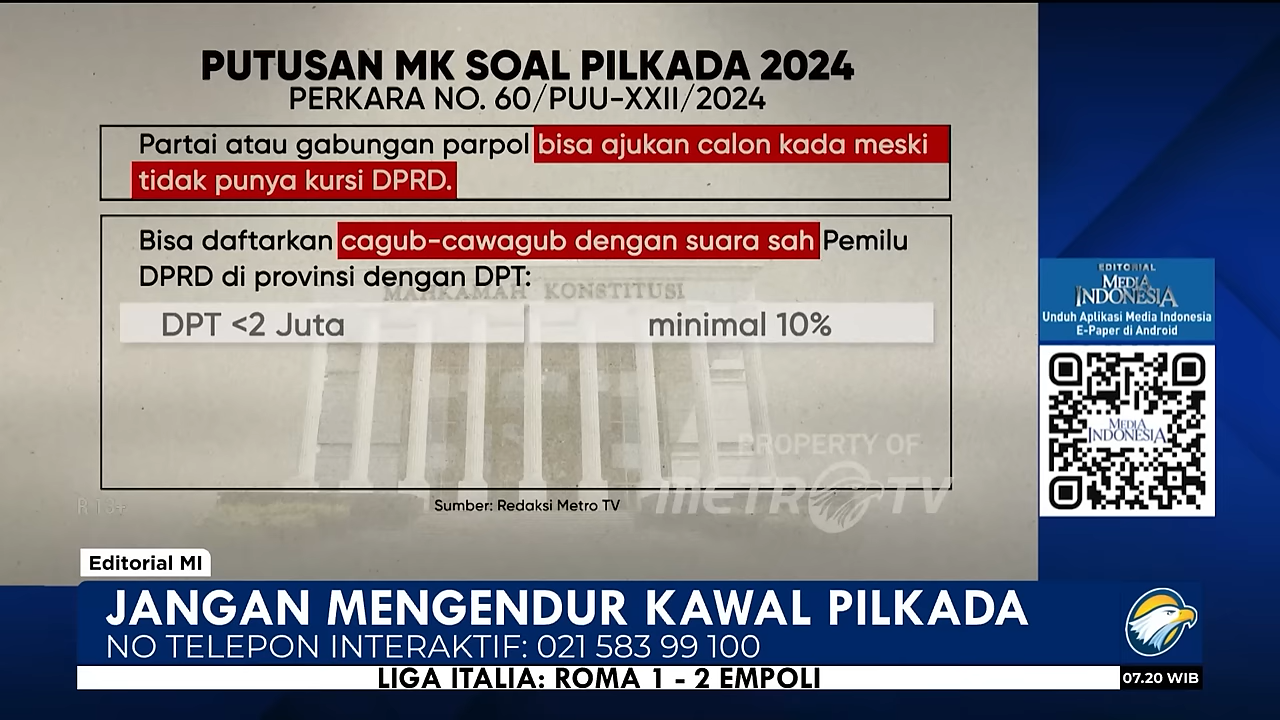 PUTUSAN MK SOAL PILKADA 2024
PERKARA NO. 60/PUU-XXII/2024
Partai atau gabungan parpol bisa ajukan calon kada meski
tidak punya kursi DPRD.
Bisa daftarkan cagub-cawagub dengan suara sah Pemilu
DPRD di provinsi dengan DPT:
MAHKAMAH KONSTITUSI
DPT <2 Juta minimal 10%
PROPERTY OF
METRO TV
R 13+
Sumber: Redaksi Metro TV
EDITORIAL
MEDIA
INDONESIA
Unduh Aplikasi Media Indonesia
E-Paper di Android
MEDIA
INDONESIA
Editorial MI
JANGAN MENGENDUR KAWAL PILKADA
NO TELEPON INTERAKTIF: 021 583 99 100
LIGA ITALIA: ROMA 1 - 2 EMPOLI
07.20 WIB